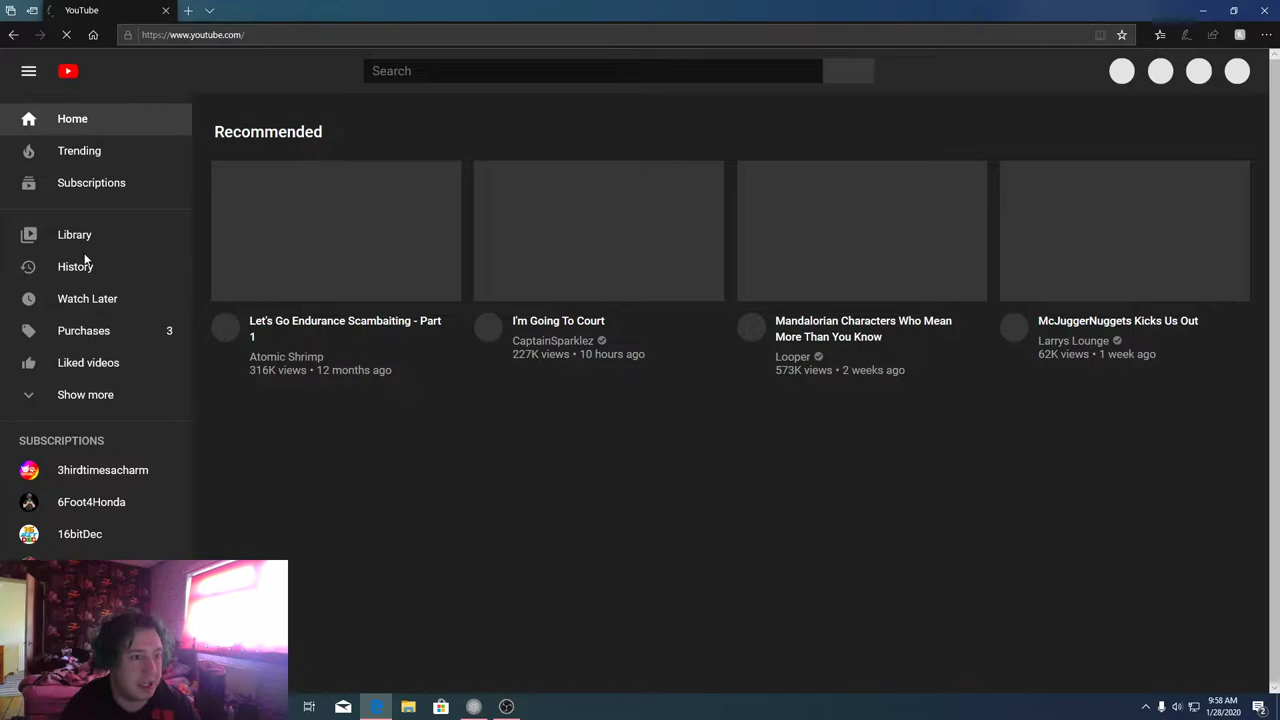 YouTube
https://www.youtube.com/
Search
Home
Trending
Subscriptions
Library
History
Watch Later
Purchases 3
Liked videos
Show more
SUBSCRIPTIONS
3hirdtimesacharm
6Foot4Honda
16bitDec
Recommended
Let's Go Endurance Scambaiting - Part
1
Atomic Shrimp
316K views • 12 months ago
I'm Going To Court
CaptainSparklez
227K views • 10 hours ago
Mandalorian Characters Who Mean
More Than You Know
Looper
573K views • 2 weeks ago
McJuggerNuggets Kicks Us Out
Larrys Lounge
62K views • 1 week ago
9:58 AM
1/28/2020
2